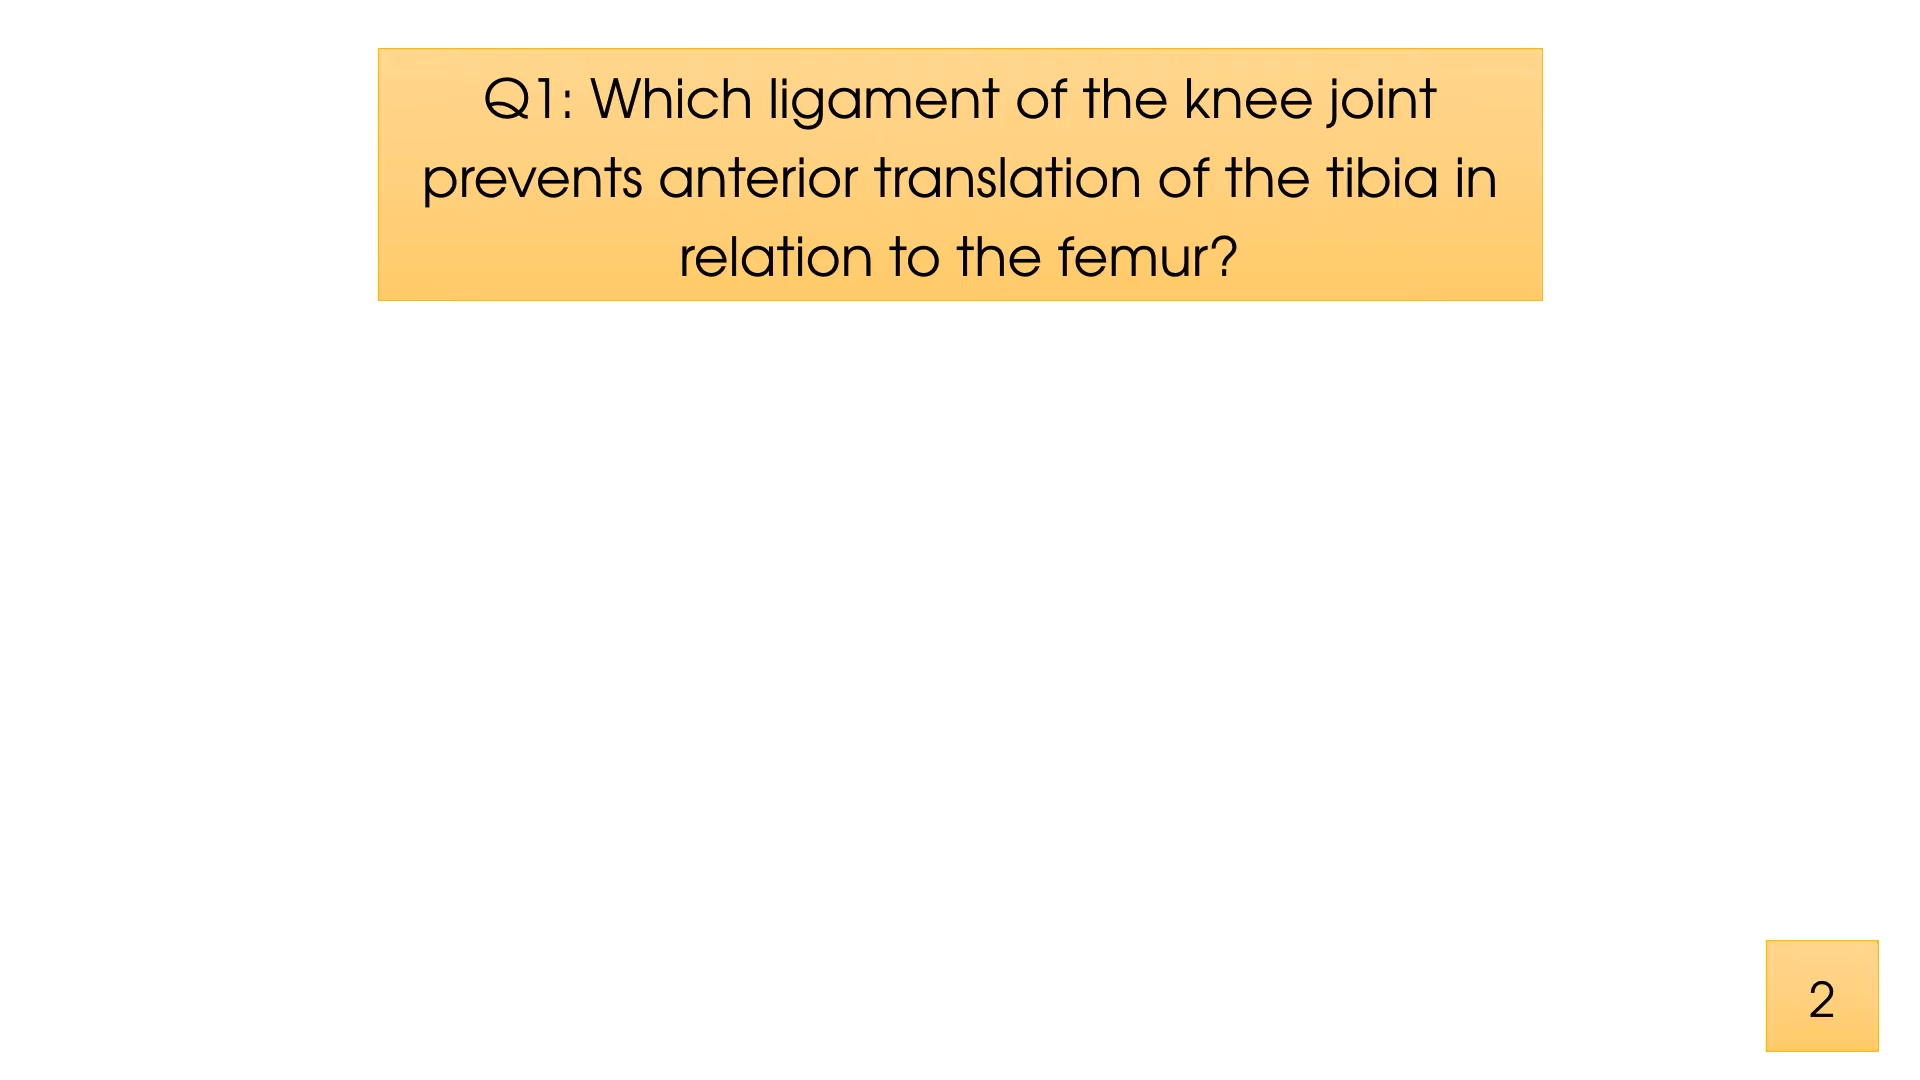 Q1: Which ligament of the knee joint
prevents anterior translation of the tibia in
relation to the femur?
2